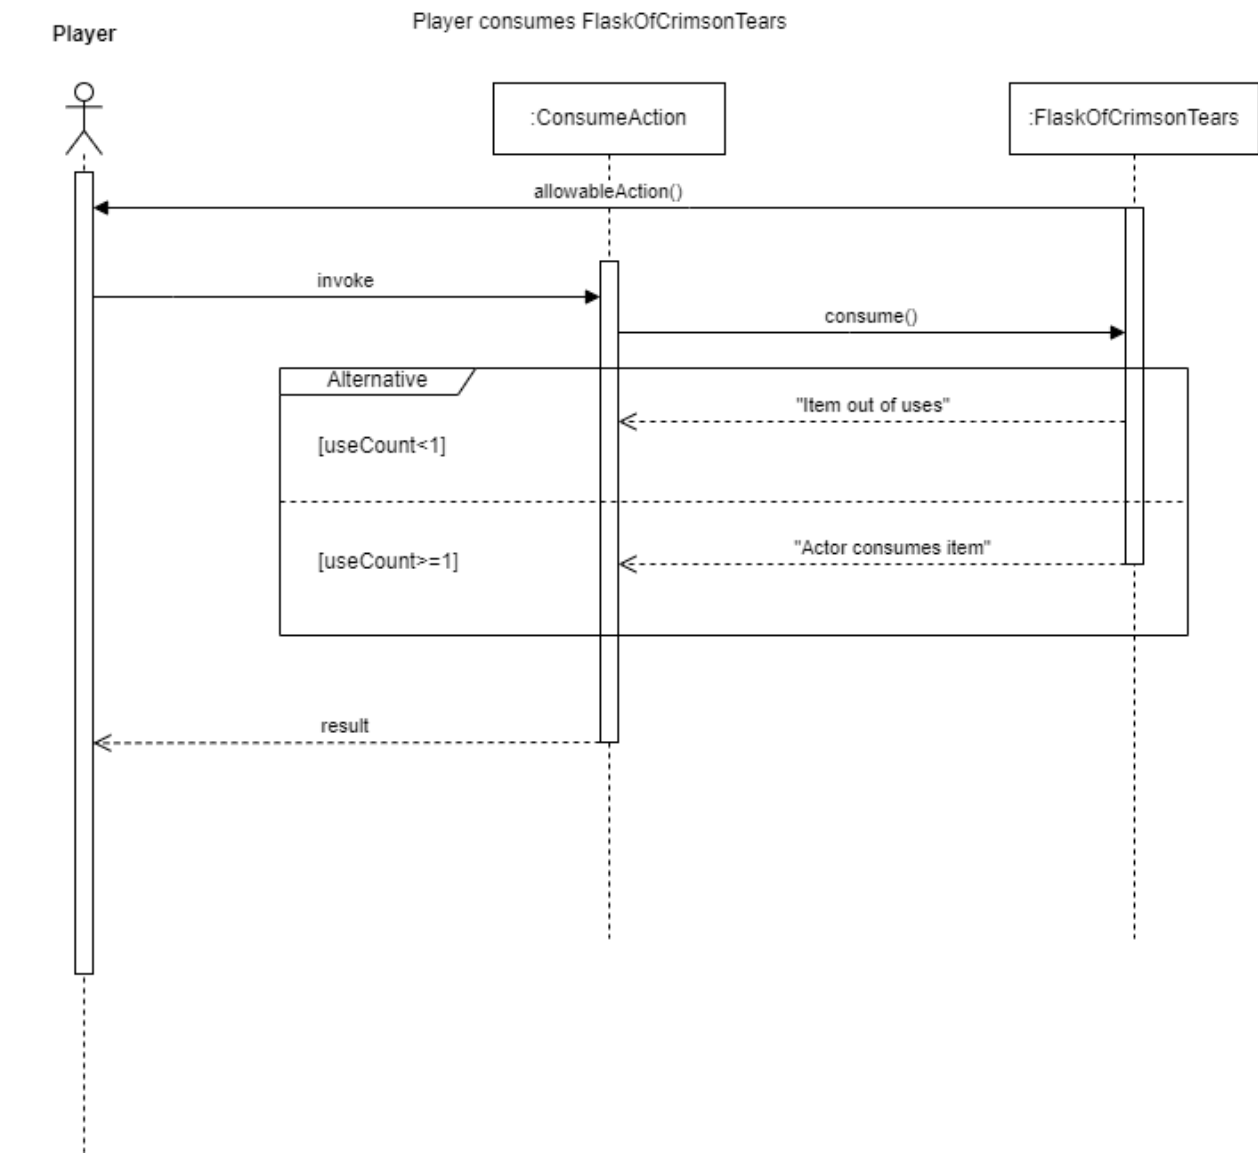 Player consumes FlaskOfCrimsonTears
Player
:ConsumeAction
:FlaskOfCrimsonTears
allowableAction()
invoke
consume()
Alternative
"Item out of uses"
[useCount<1]
"Actor consumes item"
[useCount>=1]
result